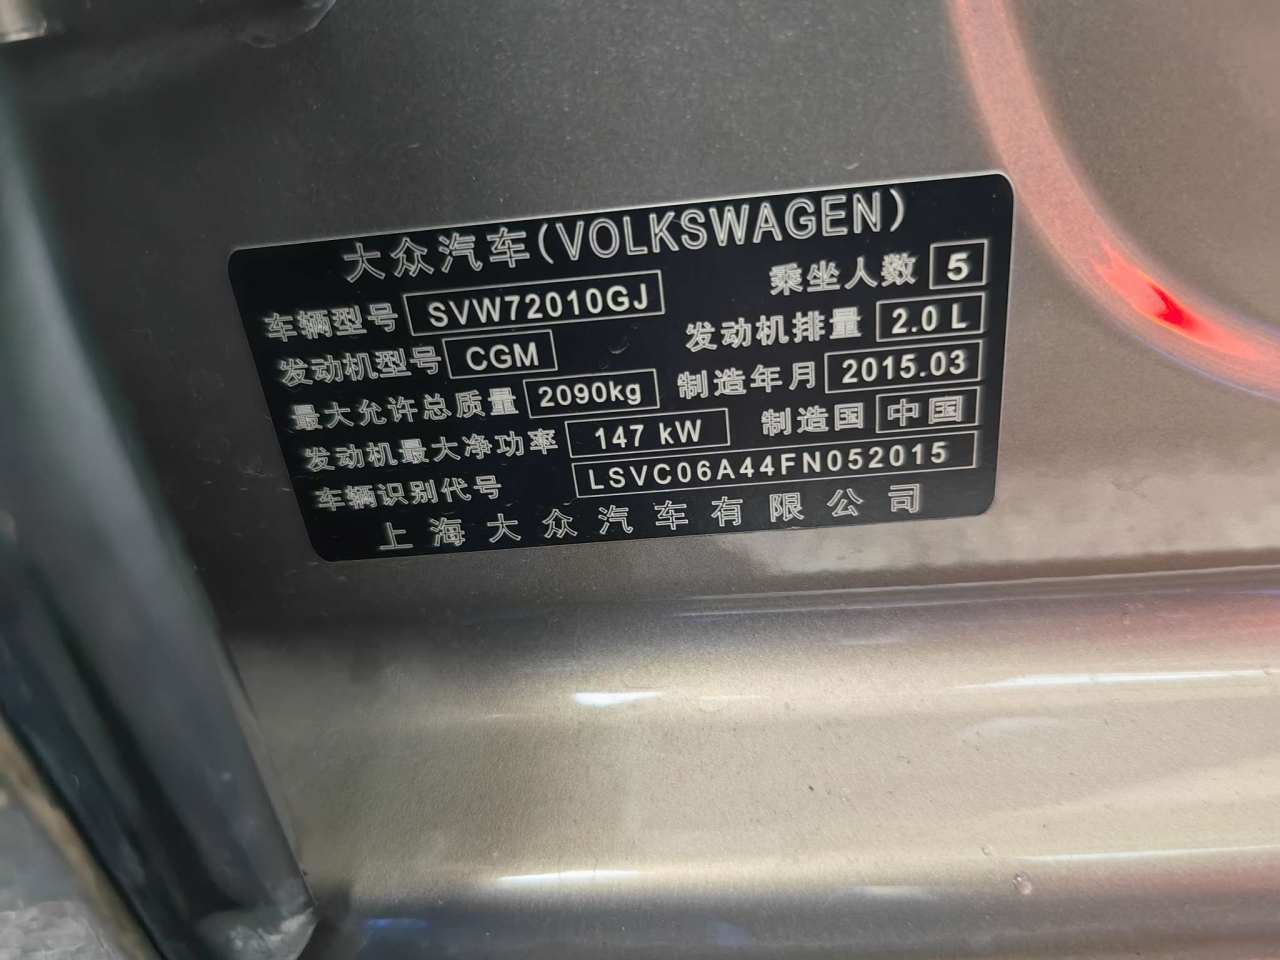 大众汽车(VOLKSWAGEN)
车辆型号 SVW72010GJ 乘坐人数 5
发动机型号 CGM 发动机排量 2.0 L
最大允许总质量 2090kg 制造年月 2015.03
发动机最大净功率 147 kW 制造国 中国
车辆识别代号 LSVC06A44FN052015
上海大众汽车有限公司